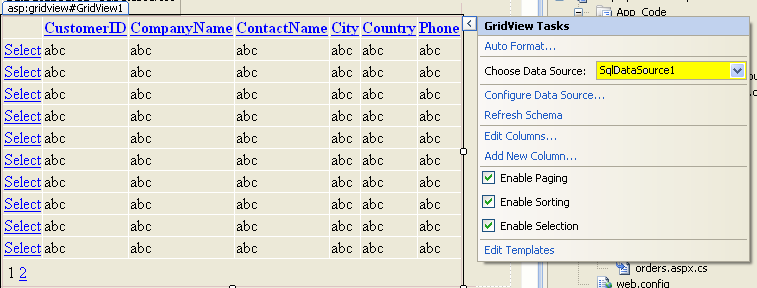 asp:gridview#GridView1
CustomerID CompanyName ContactName City Country Phone
Select abc abc abc abc abc abc
Select abc abc abc abc abc abc
Select abc abc abc abc abc abc
Select abc abc abc abc abc abc
Select abc abc abc abc abc abc
Select abc abc abc abc abc abc
Select abc abc abc abc abc abc
Select abc abc abc abc abc abc
Select abc abc abc abc abc abc
Select abc abc abc abc abc abc
1 2
GridView Tasks
Auto Format...
Choose Data Source: SqlDataSource1
Configure Data Source...
Refresh Schema
Edit Columns...
Add New Column...
Enable Paging
Enable Sorting
Enable Selection
Edit Templates
App_Code
orders.aspx.cs
web.config